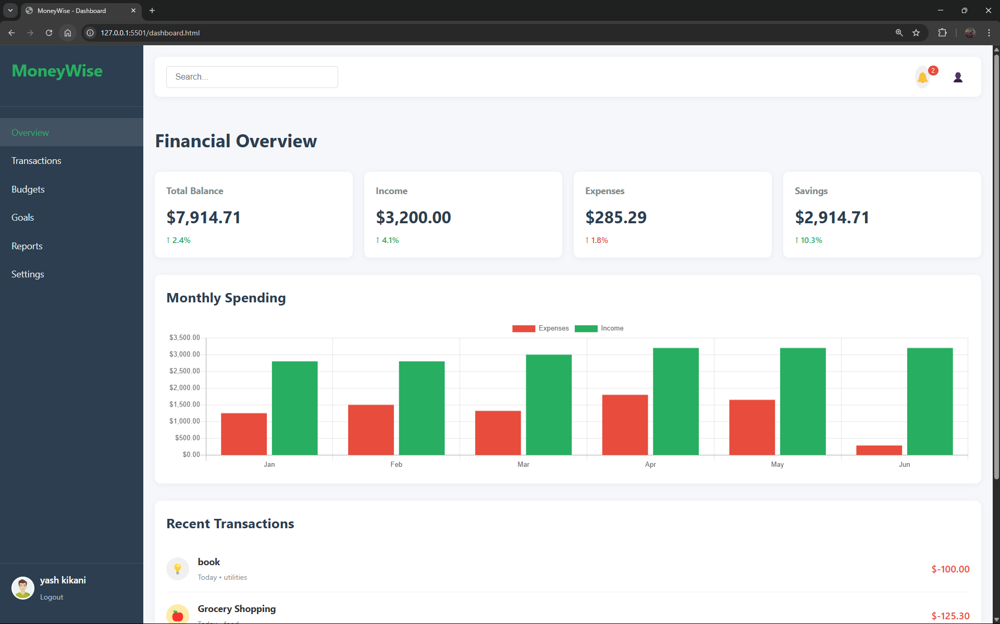 MoneyWise - Dashboard
127.0.0.1:5501/dashboard.html
MoneyWise
Overview
Transactions
Budgets
Goals
Reports
Settings
yash kikani
Logout
Search...
2
Financial Overview
Total Balance
$7,914.71
↑ 2.4%
Income
$3,200.00
↑ 4.1%
Expenses
$285.29
↑ 1.8%
Savings
$2,914.71
↑ 10.3%
Monthly Spending
Expenses Income
$3,500.00
$3,000.00
$2,500.00
$2,000.00
$1,500.00
$1,000.00
$500.00
$0.00
Jan Feb Mar Apr May Jun
Recent Transactions
book
Today • utilities
$-100.00
Grocery Shopping
Today • food
$-125.30